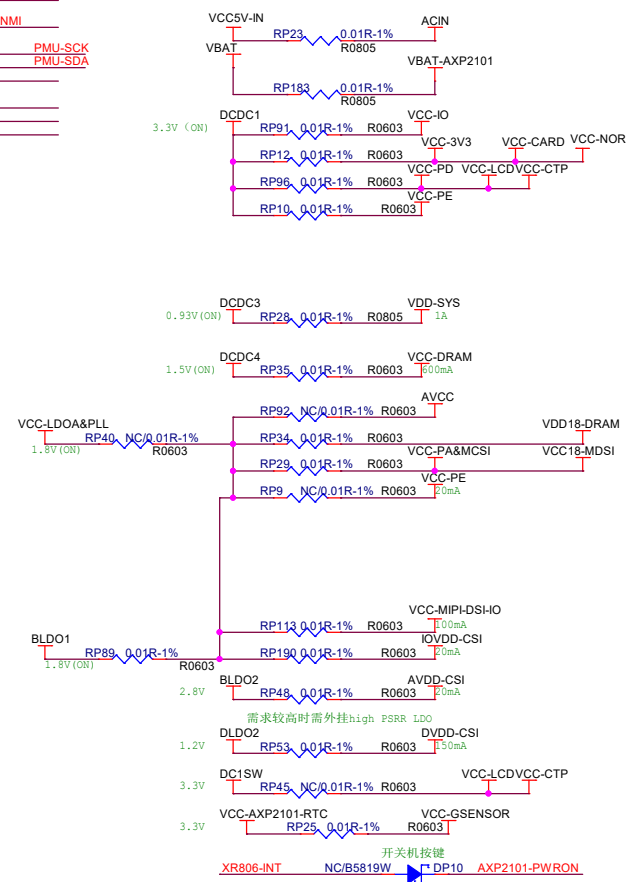 NMI
PMU-SCK
PMU-SDA
VCC5V-IN
ACIN
RP23 0.01R-1%
R0805
VBAT
VBAT-AXP2101
RP183 0.01R-1%
R0805
DCDC1
VCC-IO
3.3V (ON)
RP91 0.01R-1% R0603
VCC-3V3 VCC-CARD VCC-NOR
RP12 0.01R-1% R0603
VCC-PD VCC-LCD VCC-CTP
RP96 0.01R-1% R0603
VCC-PE
RP10 0.01R-1% R0603
DCDC3 VDD-SYS
0.93V(ON) RP28 0.01R-1% R0805 1A
DCDC4 VCC-DRAM
1.5V(ON) RP35 0.01R-1% R0603 600mA
AVCC
RP92 NC/0.01R-1% R0603
VCC-LDOA&PLL VDD18-DRAM
1.8V(ON) RP40 NC/0.01R-1% RP34 0.01R-1% R0603
R0603
VCC-PA&MCSI VCC18-MDSI
RP29 0.01R-1% R0603
VCC-PE
RP9 NC/0.01R-1% R0603 20mA
VCC-MIPI-DSI-IO
RP113 0.01R-1% R0603 100mA
BLDO1 IOVDD-CSI
1.8V(ON) RP89 0.01R-1% RP190 0.01R-1% R0603 20mA
R0603
BLDO2 AVDD-CSI
2.8V RP48 0.01R-1% R0603 20mA
需求较高时需外挂high PSRR LDO
DLDO2 DVDD-CSI
1.2V RP53 0.01R-1% R0603 150mA
DC1SW VCC-LCD VCC-CTP
3.3V RP45 NC/0.01R-1% R0603
VCC-AXP2101-RTC VCC-GSENSOR
3.3V RP25 0.01R-1% R0603
开关机按键
XR806-INT NC/B5819W DP10 AXP2101-PWRON